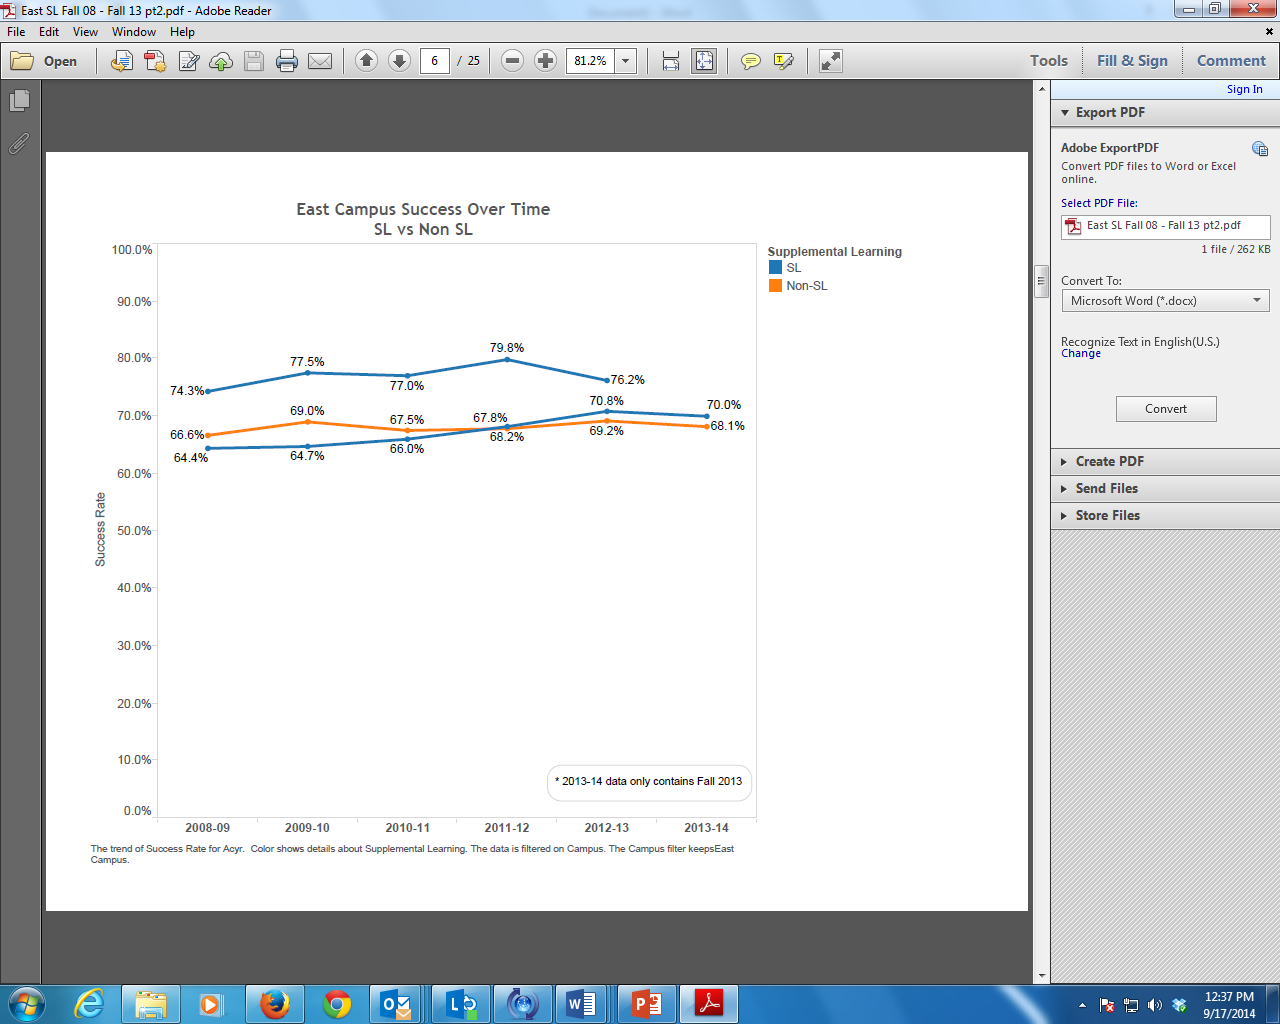 East SL Fall 08 - Fall 13 pt2.pdf - Adobe Reader
File Edit View Window Help
Open 6 / 25 81.2% Tools Fill & Sign Comment
Sign In
Export PDF
Adobe ExportPDF
Convert PDF files to Word or Excel
online.
Select PDF File:
East SL Fall 08 - Fall 13 pt2.pdf
1 file / 262 KB
Convert To:
Microsoft Word (*.docx)
Recognize Text in English(U.S.)
Change
Convert
Create PDF
Send Files
Store Files
East Campus Success Over Time
SL vs Non SL
Supplemental Learning
SL
Non-SL
Success Rate
100.0%
90.0%
80.0%
70.0%
60.0%
50.0%
40.0%
30.0%
20.0%
10.0%
0.0%
74.3% 77.5% 77.0% 79.8% 76.2%
66.6% 69.0% 67.5% 67.8% 69.2% 68.1%
64.4% 64.7% 66.0% 68.2% 70.8% 70.0%
* 2013-14 data only contains Fall 2013
2008-09 2009-10 2010-11 2011-12 2012-13 2013-14
The trend of Success Rate for Acyr. Color shows details about Supplemental Learning. The data is filtered on Campus. The Campus filter keepsEast
Campus.
12:37 PM
9/17/2014